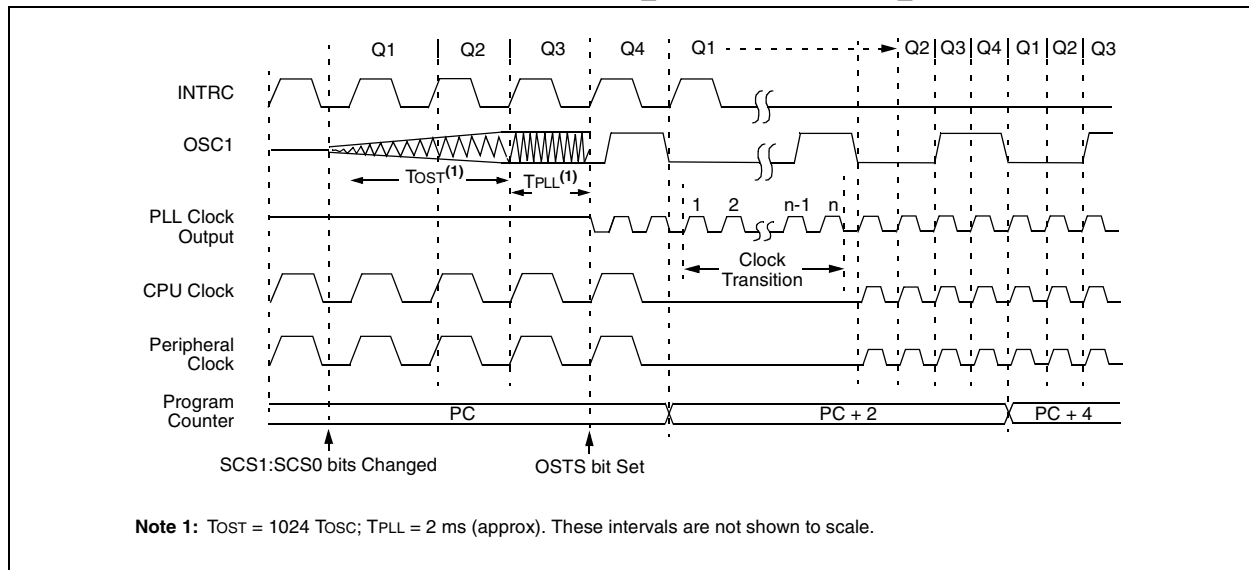 Q1 Q2 Q3 Q4 Q1 Q2 Q3 Q4 Q1 Q2 Q3
INTRC
OSC1
TOST(1) TPLL(1)
PLL Clock
Output
1 2 n-1 n
Clock
Transition
CPU Clock
Peripheral
Clock
Program
Counter
PC PC + 2 PC + 4
SCS1:SCS0 bits Changed OSTS bit Set
Note 1: TOST = 1024 TOSC; TPLL = 2 ms (approx). These intervals are not shown to scale.